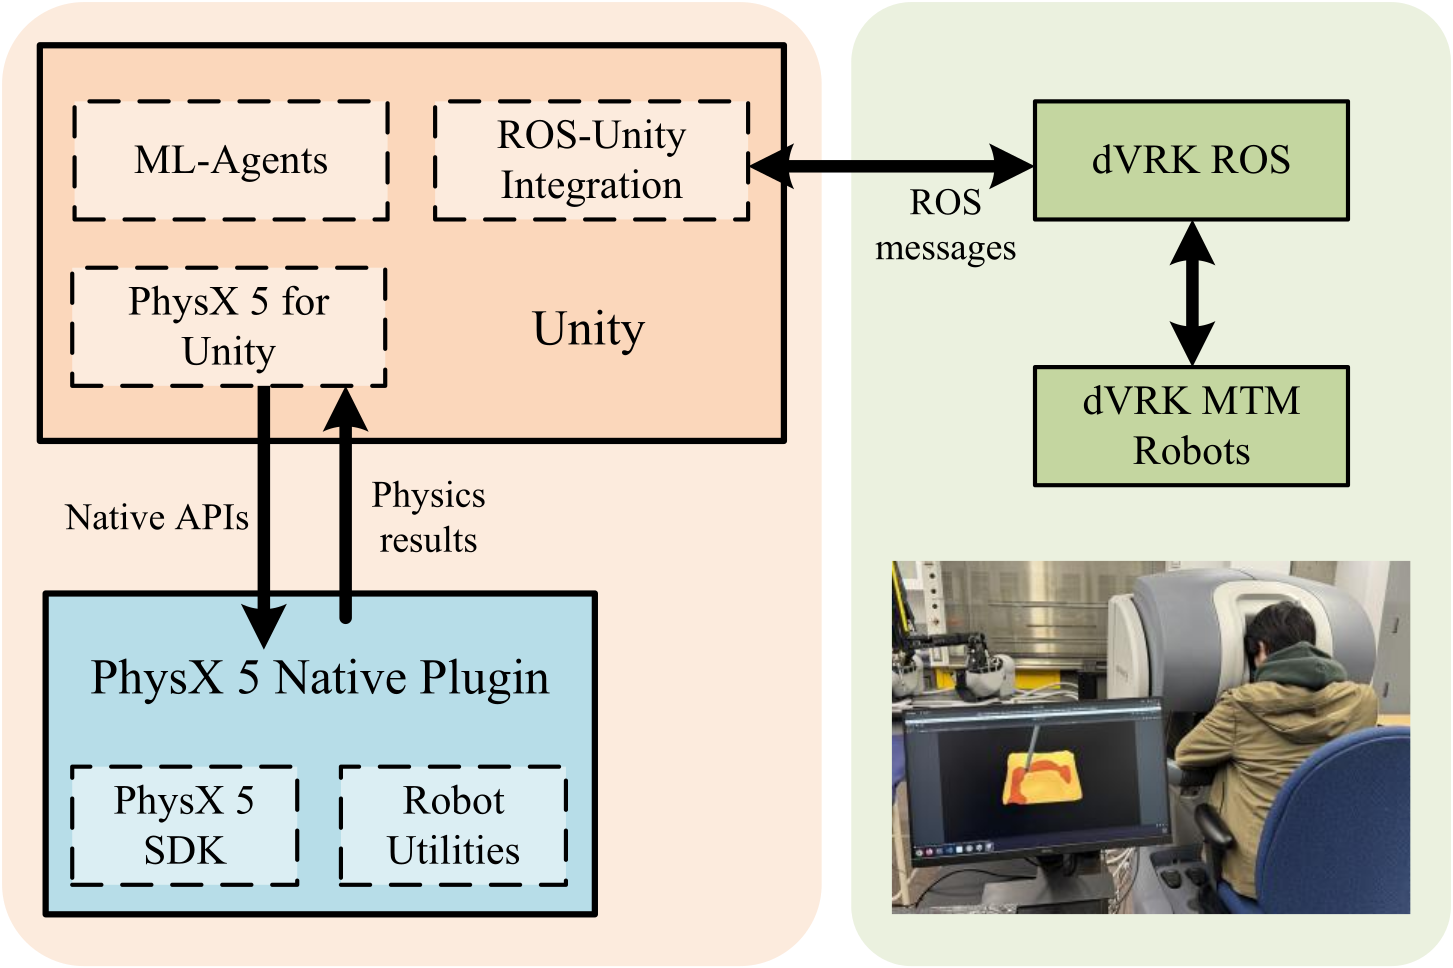 ML-Agents
ROS-Unity
Integration
PhysX 5 for
Unity
Unity
Native APIs
Physics
results
PhysX 5 Native Plugin
PhysX 5
SDK
Robot
Utilities
ROS
messages
dVRK ROS
dVRK MTM
Robots